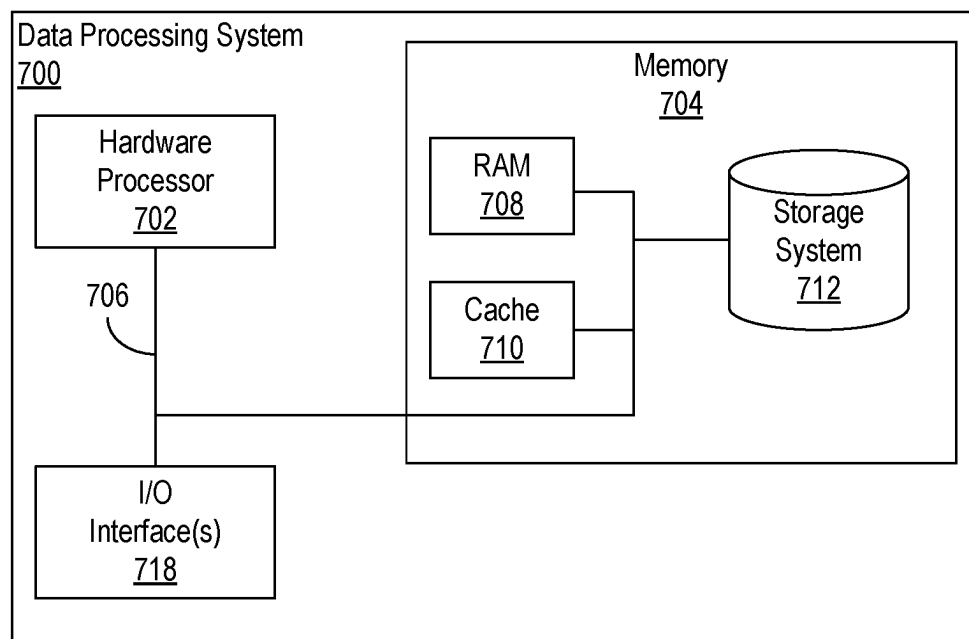 Data Processing System
700
Hardware
Processor
702
706
I/O
Interface(s)
718
Memory
704
RAM
708
Cache
710
Storage
System
712